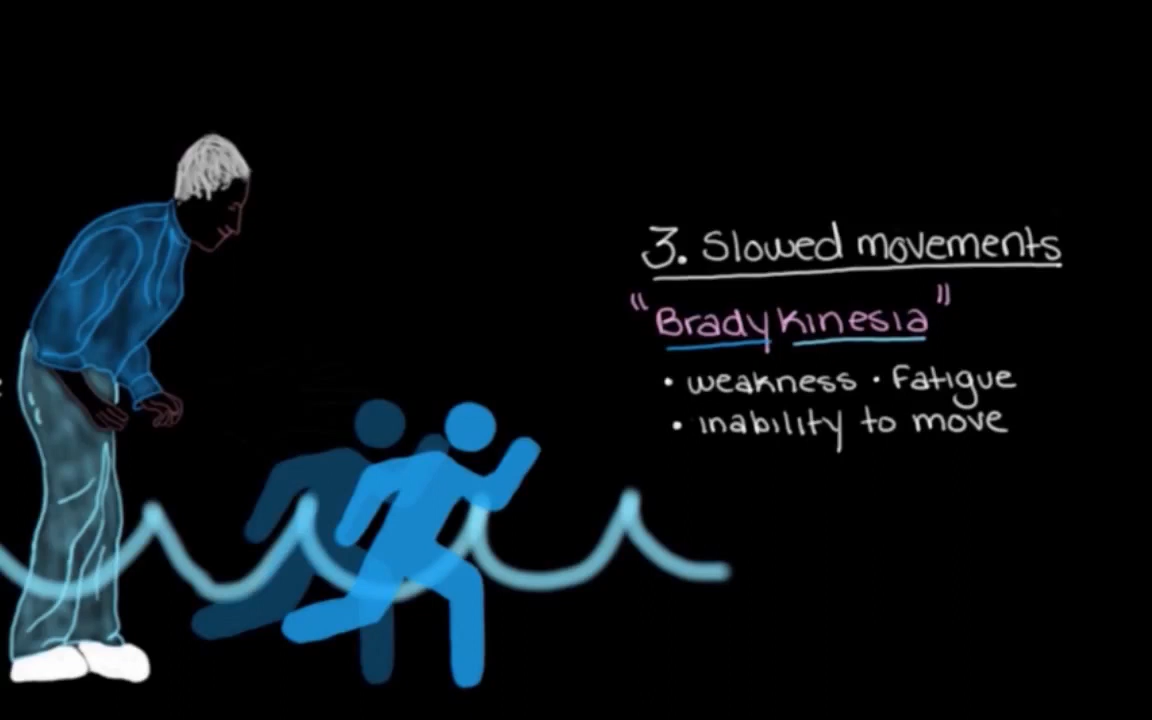 3. Slowed movements
"Bradykinesia"
• weakness • Fatigue
• inability to move